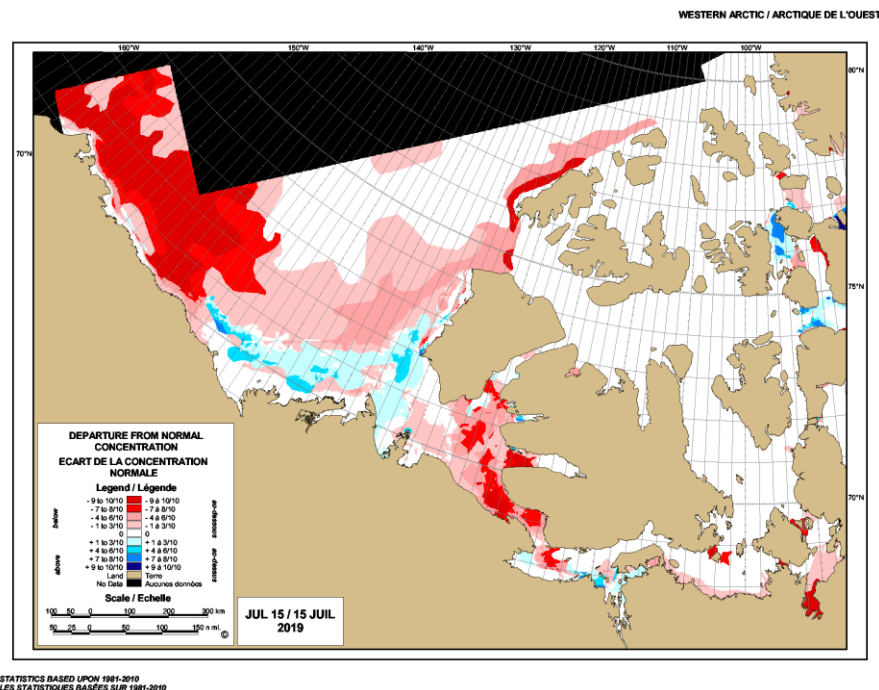 WESTERN ARCTIC / ARCTIQUE DE L'OUEST
160°W 150°W 140°W 130°W 120°W 110°W 100°W
80°N
70°N
75°N
70°N
DEPARTURE FROM NORMAL
CONCENTRATION
ECART DE LA CONCENTRATION
NORMALE
Legend / Légende
- 9 to 10/10 - 9 à 10/10
- 7 to 8/10 - 7 à 8/10
- 4 to 6/10 - 4 à 6/10
- 1 to 3/10 - 1 à 3/10
0 0
+ 1 to 3/10 + 1 à 3/10
+ 4 to 6/10 + 4 à 6/10
+ 7 to 8/10 + 7 à 8/10
+ 9 to 10/10 + 9 à 10/10
Land Terre
No Data Aucunes données
below
above
au-dessous
au-dessus
Scale / Echelle
100 50 0 100 200 300 km
50 25 0 50 100 150 n mi.
©
JUL 15 / 15 JUIL
2019
STATISTICS BASED UPON 1981-2010
LES STATISTIQUES BASÉES SUR 1981-2010